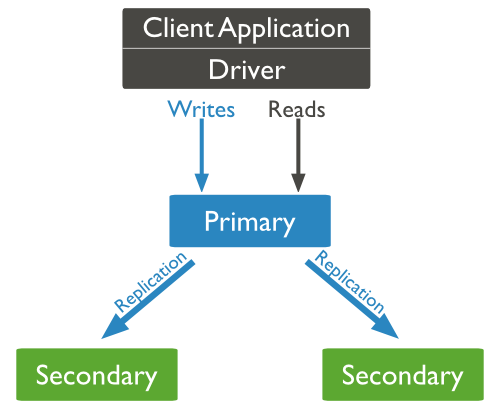 Client Application
Driver
Writes
Reads
Primary
Replication
Replication
Secondary
Secondary